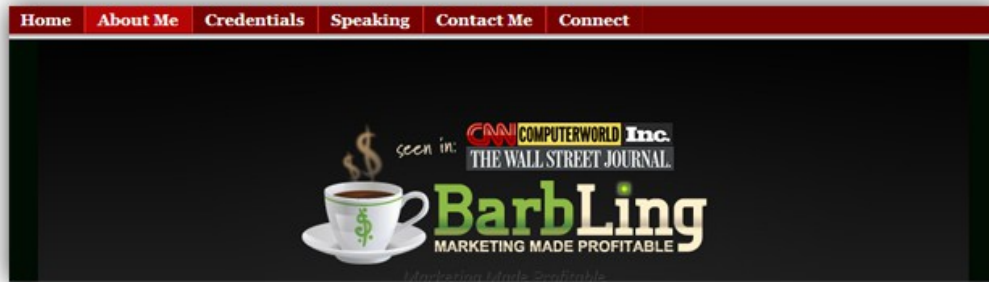 Home About Me Credentials Speaking Contact Me Connect
seen in: CNN COMPUTERWORLD Inc.
THE WALL STREET JOURNAL.
$$
$
BarbLing
MARKETING MADE PROFITABLE
Marketing Made Profitable